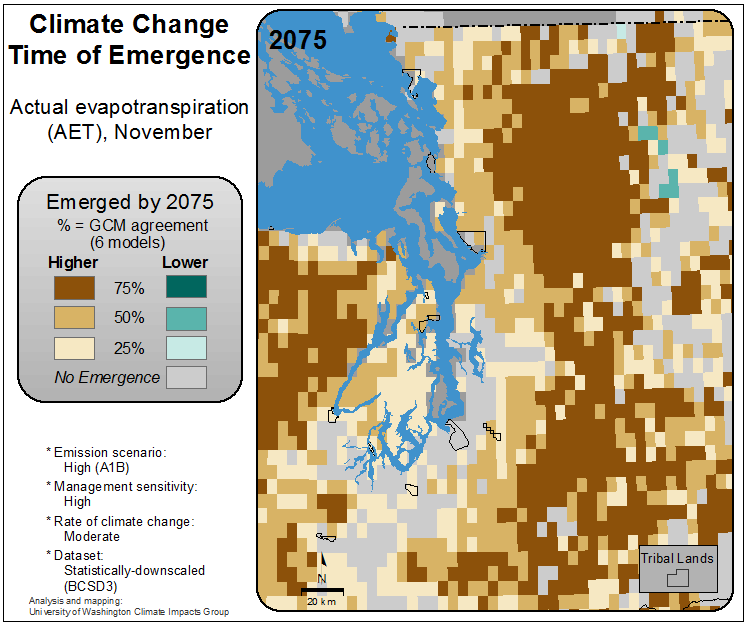 Climate Change
Time of Emergence
Actual evapotranspiration
(AET), November
Emerged by 2075
% = GCM agreement
(6 models)
Higher Lower
75%
50%
25%
No Emergence
* Emission scenario:
High (A1B)
* Management sensitivity:
High
* Rate of climate change:
Moderate
* Dataset:
Statistically-downscaled
(BCSD3)
Analysis and mapping:
University of Washington Climate Impacts Group
2075
N
20 km
Tribal Lands